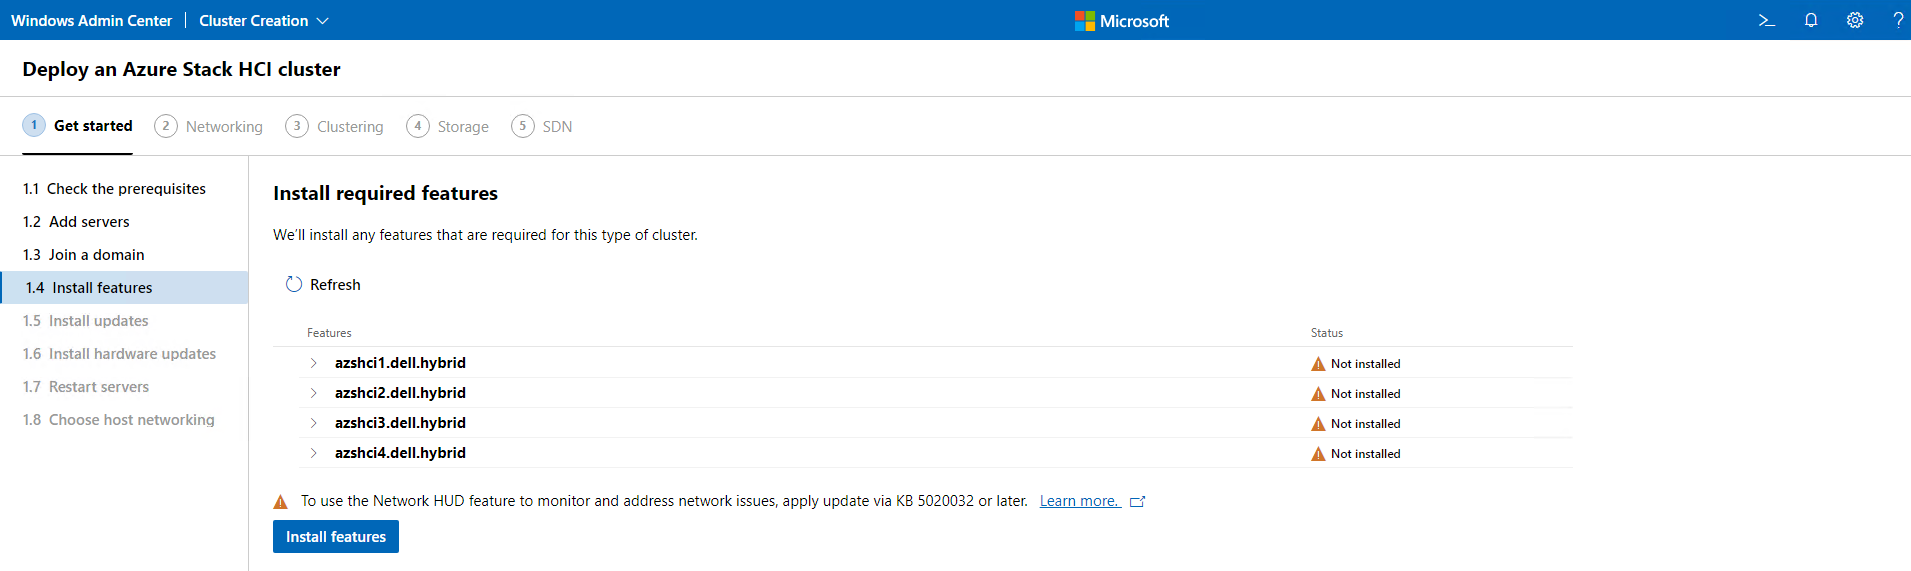 Windows Admin Center | Cluster Creation
Microsoft
Deploy an Azure Stack HCI cluster
1 Get started
2 Networking
3 Clustering
4 Storage
5 SDN
1.1 Check the prerequisites
1.2 Add servers
1.3 Join a domain
1.4 Install features
1.5 Install updates
1.6 Install hardware updates
1.7 Restart servers
1.8 Choose host networking
Install required features
We'll install any features that are required for this type of cluster.
Refresh
Features Status
azshci1.dell.hybrid Not installed
azshci2.dell.hybrid Not installed
azshci3.dell.hybrid Not installed
azshci4.dell.hybrid Not installed
To use the Network HUD feature to monitor and address network issues, apply update via KB 5020032 or later. Learn more.
Install features